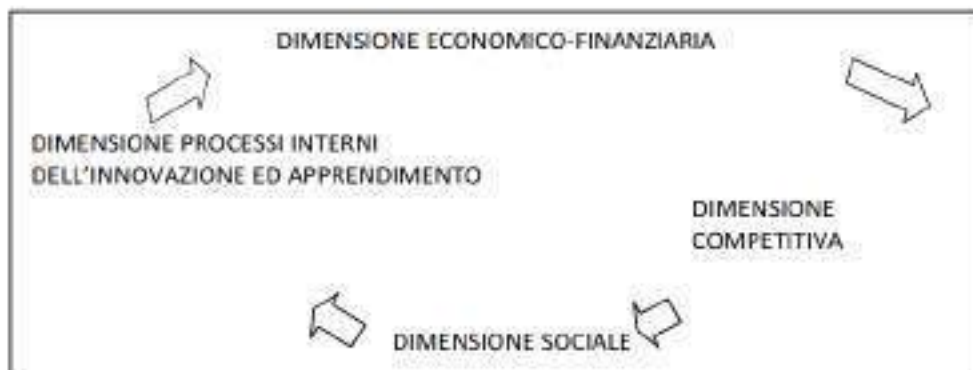 DIMENSIONE ECONOMICO-FINANZIARIA
DIMENSIONE PROCESSI INTERNI
DELL'INNOVAZIONE ED APPRENDIMENTO
DIMENSIONE
COMPETITIVA
DIMENSIONE SOCIALE